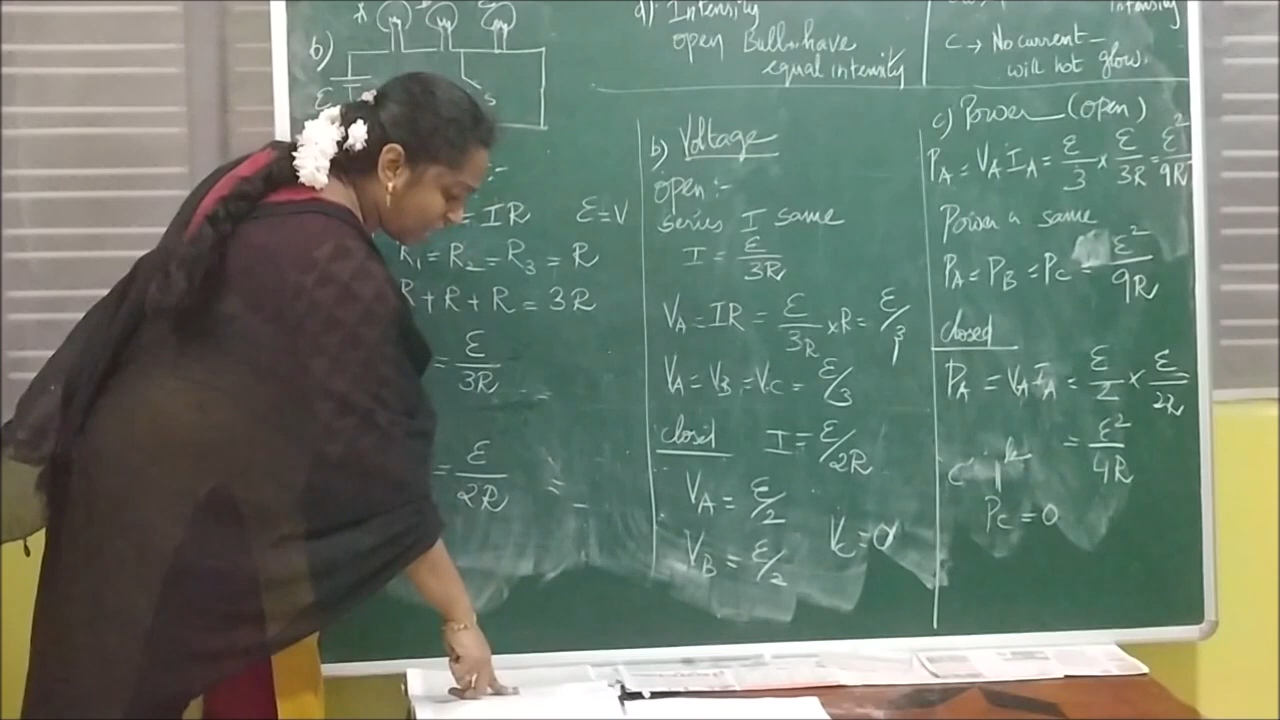 b)
ε
S
= IR ε=V
R₁ = R₂ = R₃ = R
R + R + R = 3R
= ε/3R
= ε/2R
d) Intensity
open Bulbs have
equal intensity
Intensity
C → No current
will not glow.
b) Voltage
open :-
series I same
I = ε/3R
V_A = IR = ε/3R × R = ε/3
V_A = V_B = V_C = ε/3
closed I = ε/2R
V_A = ε/2
V_B = ε/2 V_C = 0
c) Power (open)
P_A = V_A I_A = ε/3 × ε/3R = ε²/9R
Power same
P_A = P_B = P_C = ε²/9R
closed
P_A = V_A I_A = ε/2 × ε/2R
= ε²/4R
P_C = 0